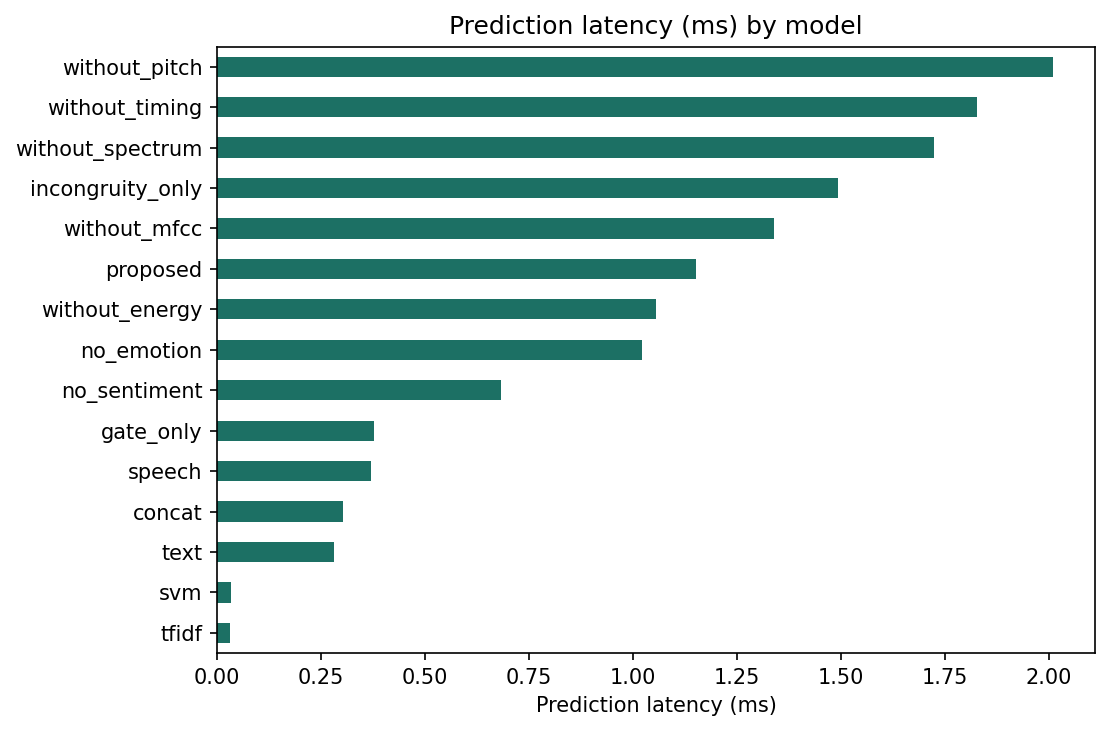 Prediction latency (ms) by model
without_pitch
without_timing
without_spectrum
incongruity_only
without_mfcc
proposed
without_energy
no_emotion
no_sentiment
gate_only
speech
concat
text
svm
tfidf
0.00 0.25 0.50 0.75 1.00 1.25 1.50 1.75 2.00
Prediction latency (ms)